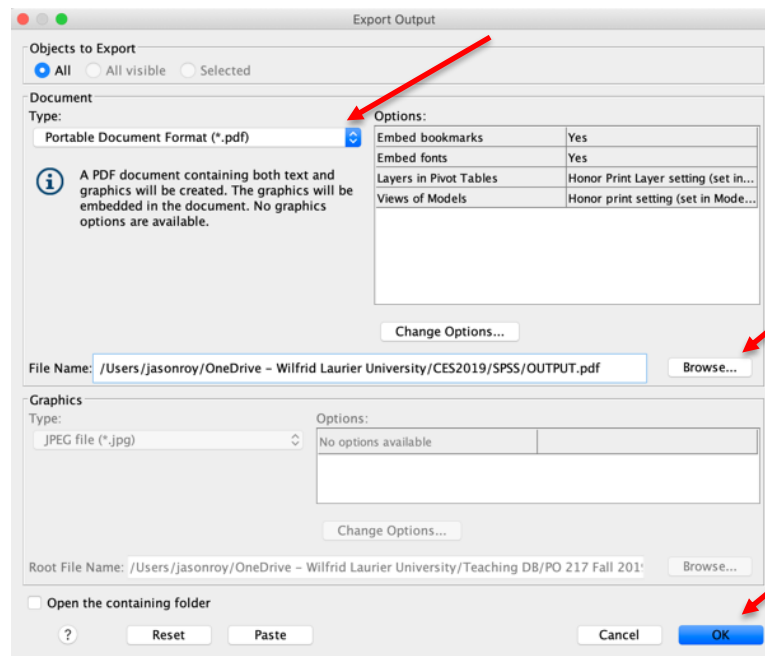 Export Output
Objects to Export
All All visible Selected
Document
Type:
Portable Document Format (*.pdf)
A PDF document containing both text and
graphics will be created. The graphics will be
embedded in the document. No graphics
options are available.
Options:
Embed bookmarks Yes
Embed fonts Yes
Layers in Pivot Tables Honor Print Layer setting (set in...
Views of Models Honor print setting (set in Mode...
Change Options...
File Name: /Users/jasonroy/OneDrive – Wilfrid Laurier University/CES2019/SPSS/OUTPUT.pdf Browse...
Graphics
Type:
JPEG file (*.jpg)
Options:
No options available
Change Options...
Root File Name: /Users/jasonroy/OneDrive – Wilfrid Laurier University/Teaching DB/PO 217 Fall 201 Browse...
Open the containing folder
? Reset Paste Cancel OK